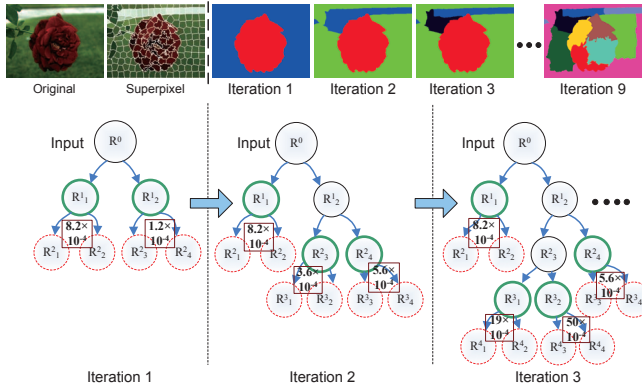 Original
Superpixel
Iteration 1
Iteration 2
Iteration 3
Iteration 9
Input
R⁰
R¹₁
R¹₂
8.2×
10⁻⁴
1.2×
10⁻⁴
R²₁
R²₂
R²₃
R²₄
Iteration 1
Input
R⁰
R¹₁
R¹₂
8.2×
10⁻⁴
R²₁
R²₂
R²₃
R²₄
3.6×
10⁻⁴
5.6×
10⁻⁴
R³₁
R³₂
R³₃
R³₄
Iteration 2
Input
R⁰
R¹₁
R¹₂
8.2×
10⁻⁴
R²₁
R²₂
R²₃
R²₄
5.6×
10⁻⁴
R³₁
R³₂
R³₃
R³₄
19×
10⁻⁴
50×
10⁻⁴
R⁴₁
R⁴₂
R⁴₃
R⁴₄
Iteration 3